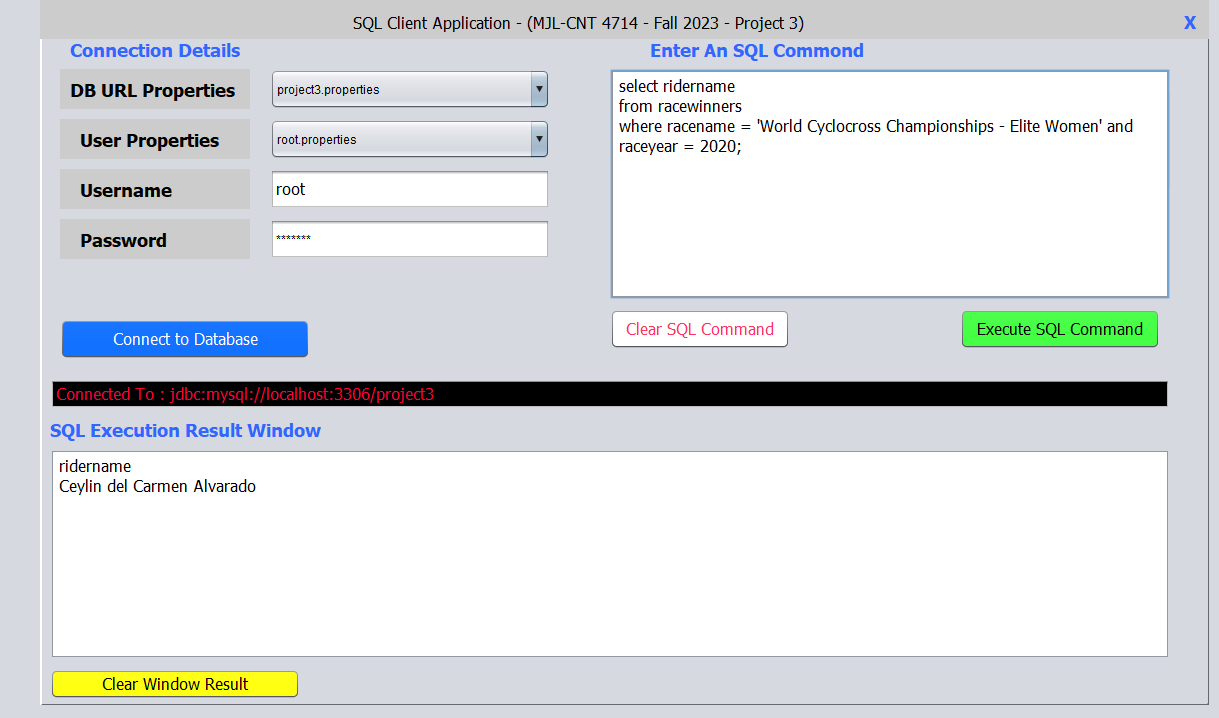 SQL Client Application - (MJL-CNT 4714 - Fall 2023 - Project 3)
X
Connection Details
DB URL Properties
project3.properties
User Properties
root.properties
Username
root
Password
*******
Connect to Database
Enter An SQL Commond
select ridername
from racewinners
where racename = 'World Cyclocross Championships - Elite Women' and
raceyear = 2020;
Clear SQL Command
Execute SQL Command
Connected To : jdbc:mysql://localhost:3306/project3
SQL Execution Result Window
ridername
Ceylin del Carmen Alvarado
Clear Window Result